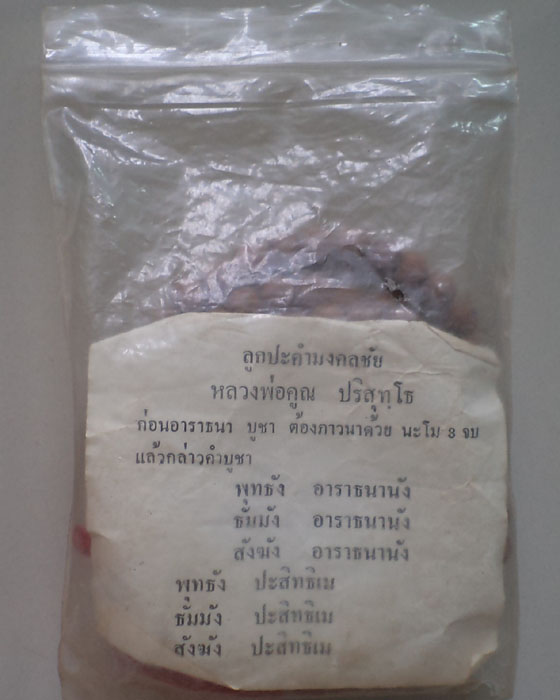 ลูกปะคำมงคลชัย
หลวงพ่อคูณ ปริสุทฺโธ
ก่อนอาราธนา บูชา ต้องภาวนาด้วย นะโม 3 จบ
แล้วกล่าวคำบูชา
พุทธัง อาราธนานัง
ธัมมัง อาราธนานัง
สังฆัง อาราธนานัง
พุทธัง ปะสิทธิเม
ธัมมัง ปะสิทธิเม
สังฆัง ปะสิทธิเม